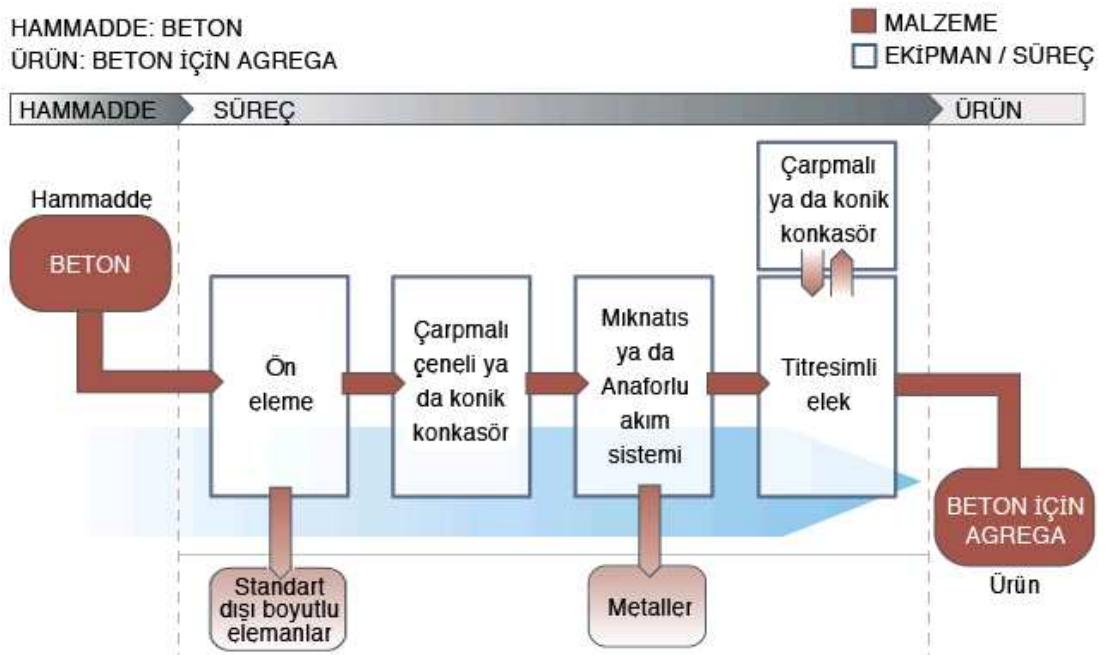 HAMMADDE: BETON
ÜRÜN: BETON İÇİN AGREGA
MALZEME
EKİPMAN / SÜREÇ
HAMMADDE
SÜREÇ
ÜRÜN
Hammadde
BETON
Ön
eleme
Çarpmalı
çeneli ya
da konik
konkasör
Mıknatıs
ya da
Anaforlu
akım
sistemi
Çarpmalı
ya da konik
konkasör
Titresimli
elek
BETON İÇİN
AGREGA
Ürün
Standart
dışı boyutlu
elemanlar
Metaller